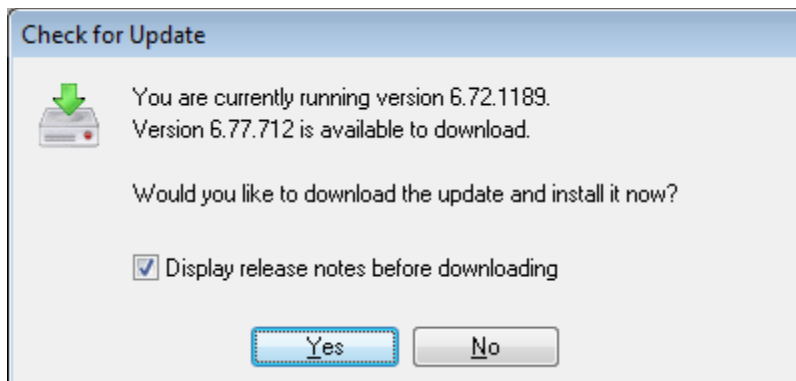 Check for Update
You are currently running version 6.72.1189.
Version 6.77.712 is available to download.
Would you like to download the update and install it now?
Display release notes before downloading
Yes
No